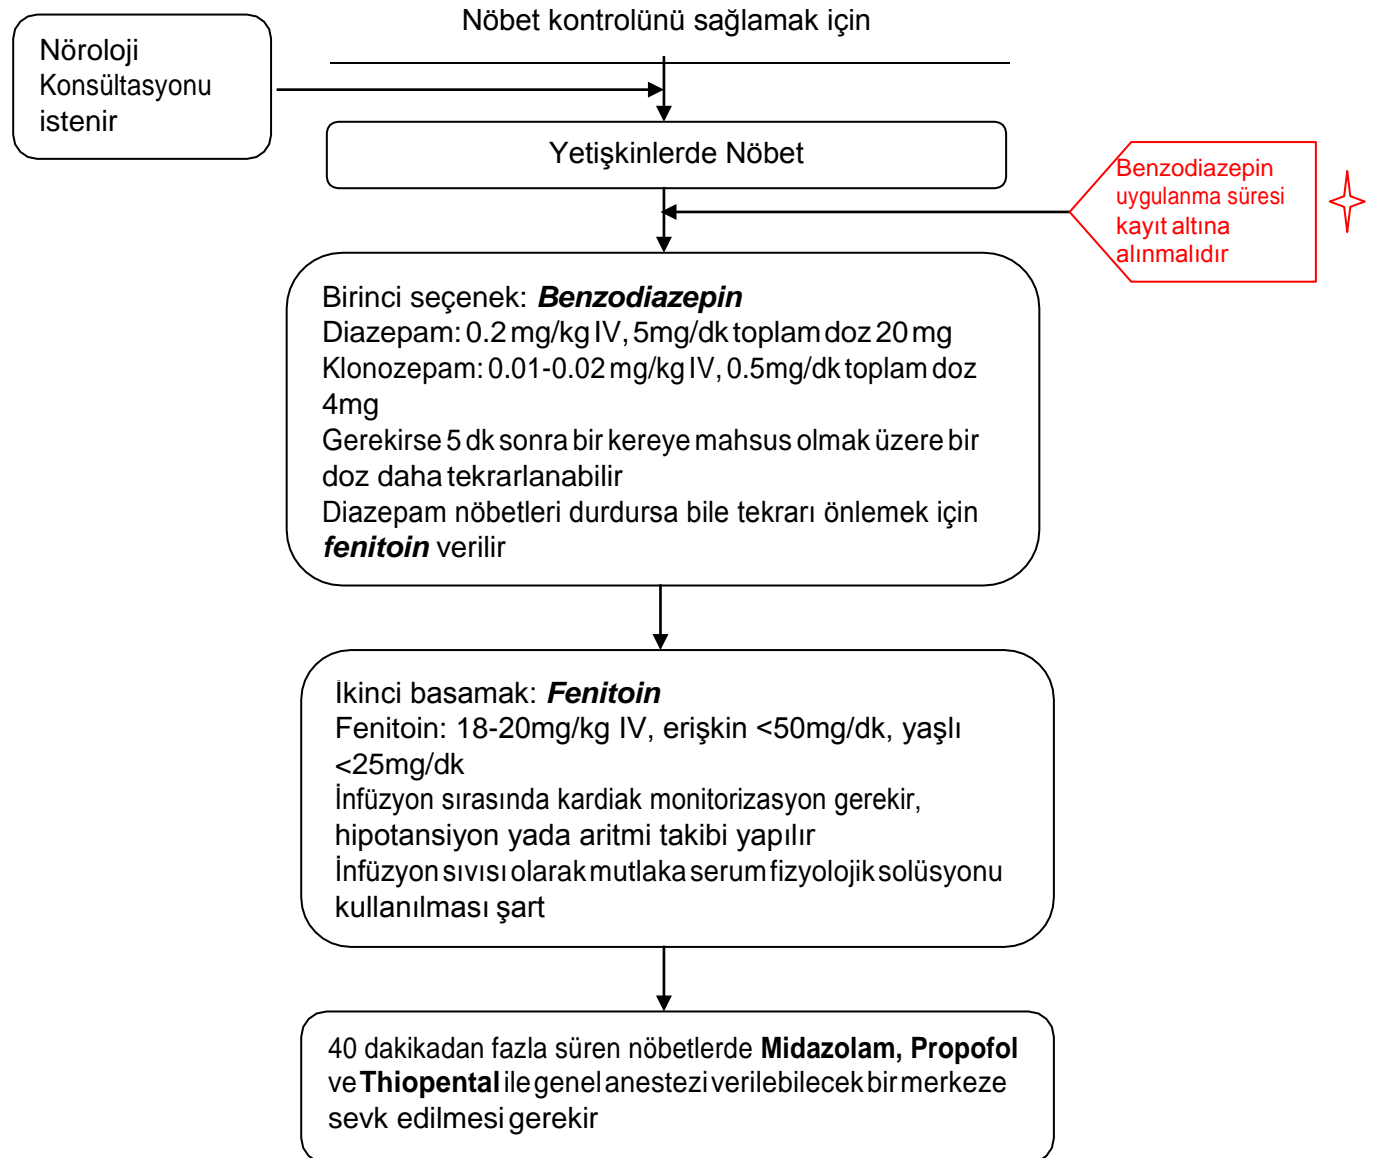 Nöbet kontrolünü sağlamak için
Nöroloji
Konsültasyonu
istenir
Yetişkinlerde Nöbet
Benzodiazepin
uygulanma süresi
kayıt altına
alınmalıdır
Birinci seçenek: Benzodiazepin
Diazepam: 0.2 mg/kg IV, 5mg/dk toplam doz 20 mg
Klonozepam: 0.01-0.02 mg/kg IV, 0.5mg/dk toplam doz
4mg
Gerekirse 5 dk sonra bir kereye mahsus olmak üzere bir
doz daha tekrarlanabilir
Diazepam nöbetleri durdursa bile tekrarı önlemek için
fenitoin verilir
İkinci basamak: Fenitoin
Fenitoin: 18-20mg/kg IV, erişkin <50mg/dk, yaşlı
<25mg/dk
İnfüzyon sırasında kardiak monitorizasyon gerekir,
hipotansiyon yada aritmi takibi yapılır
İnfüzyon sıvısı olarak mutlaka serum fizyolojik solüsyonu
kullanılması şart
40 dakikadan fazla süren nöbetlerde Midazolam, Propofol
ve Thiopental ile genel anestezi verilebilecek bir merkeze
sevk edilmesi gerekir